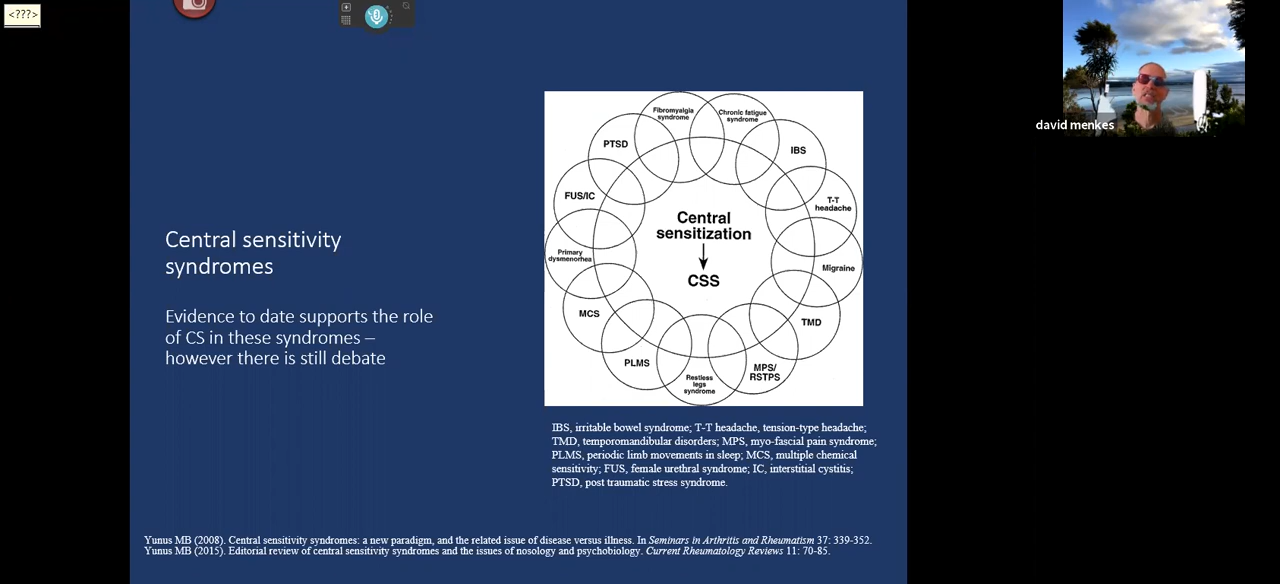 <???>
david menkes
Central sensitivity
syndromes
Evidence to date supports the role
of CS in these syndromes –
however there is still debate
Fibromyalgia
syndrome
Chronic fatigue
syndrome
IBS
T-T
headache
Migraine
TMD
MPS/
RSTPS
Restless
legs
syndrome
PLMS
MCS
Primary
dysmenorhea
FUS/IC
PTSD
Central
sensitization
CSS
IBS, irritable bowel syndrome; T-T headache, tension-type headache;
TMD, temporomandibular disorders; MPS, myo-fascial pain syndrome;
PLMS, periodic limb movements in sleep; MCS, multiple chemical
sensitivity; FUS, female urethral syndrome; IC, interstitial cystitis;
PTSD, post traumatic stress syndrome.
Yunus MB (2008). Central sensitivity syndromes: a new paradigm, and the related issue of disease versus illness. In Seminars in Arthritis and Rheumatism 37: 339-352.
Yunus MB (2015). Editorial review of central sensitivity syndromes and the issues of nosology and psychobiology. Current Rheumatology Reviews 11: 70-85.